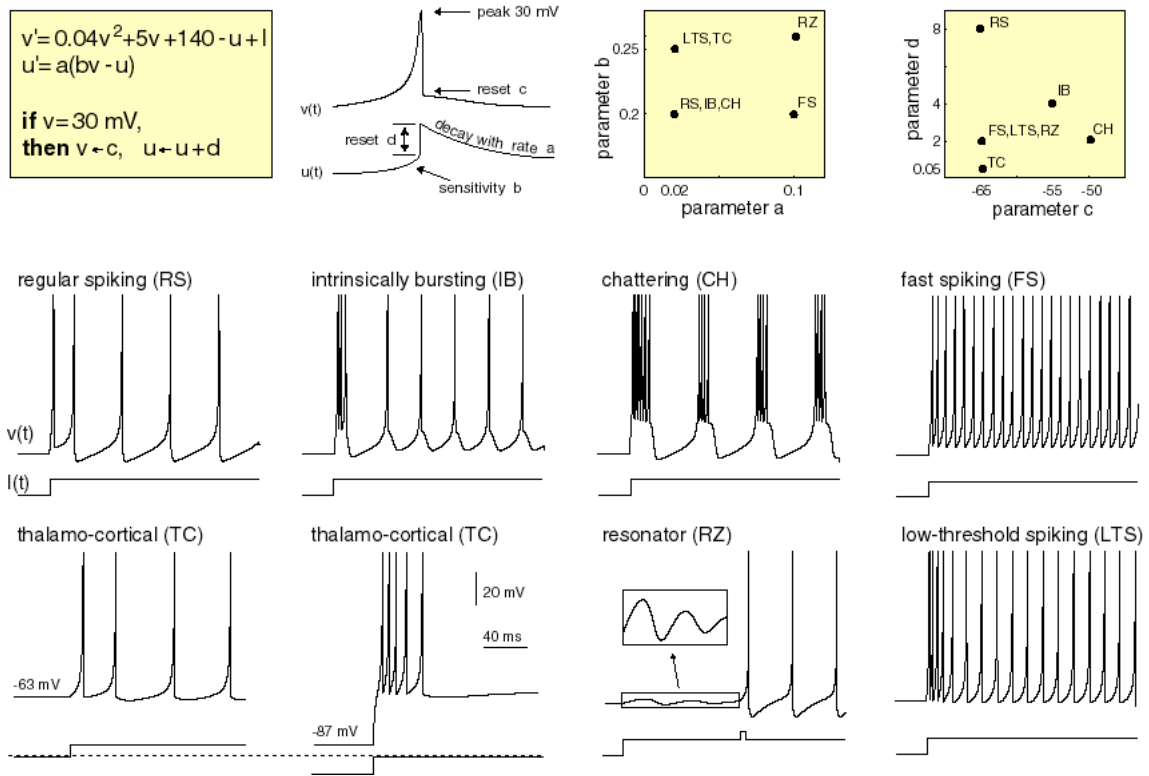 v'= 0.04v²+5v+140 - u + I
u'= a(bv - u)
if v= 30 mV,
then v←c, u←u+d
peak 30 mV
reset c
v(t)
reset d
decay with rate a
u(t)
sensitivity b
parameter b
0.25
0.2
LTS,TC
RZ
RS,IB,CH
FS
0 0.02 0.1
parameter a
parameter d
8
4
2
0.05
RS
IB
FS,LTS,RZ
CH
TC
-65 -55 -50
parameter c
regular spiking (RS)
intrinsically bursting (IB)
chattering (CH)
fast spiking (FS)
v(t)
I(t)
thalamo-cortical (TC)
thalamo-cortical (TC)
resonator (RZ)
low-threshold spiking (LTS)
-63 mV
20 mV
40 ms
-87 mV